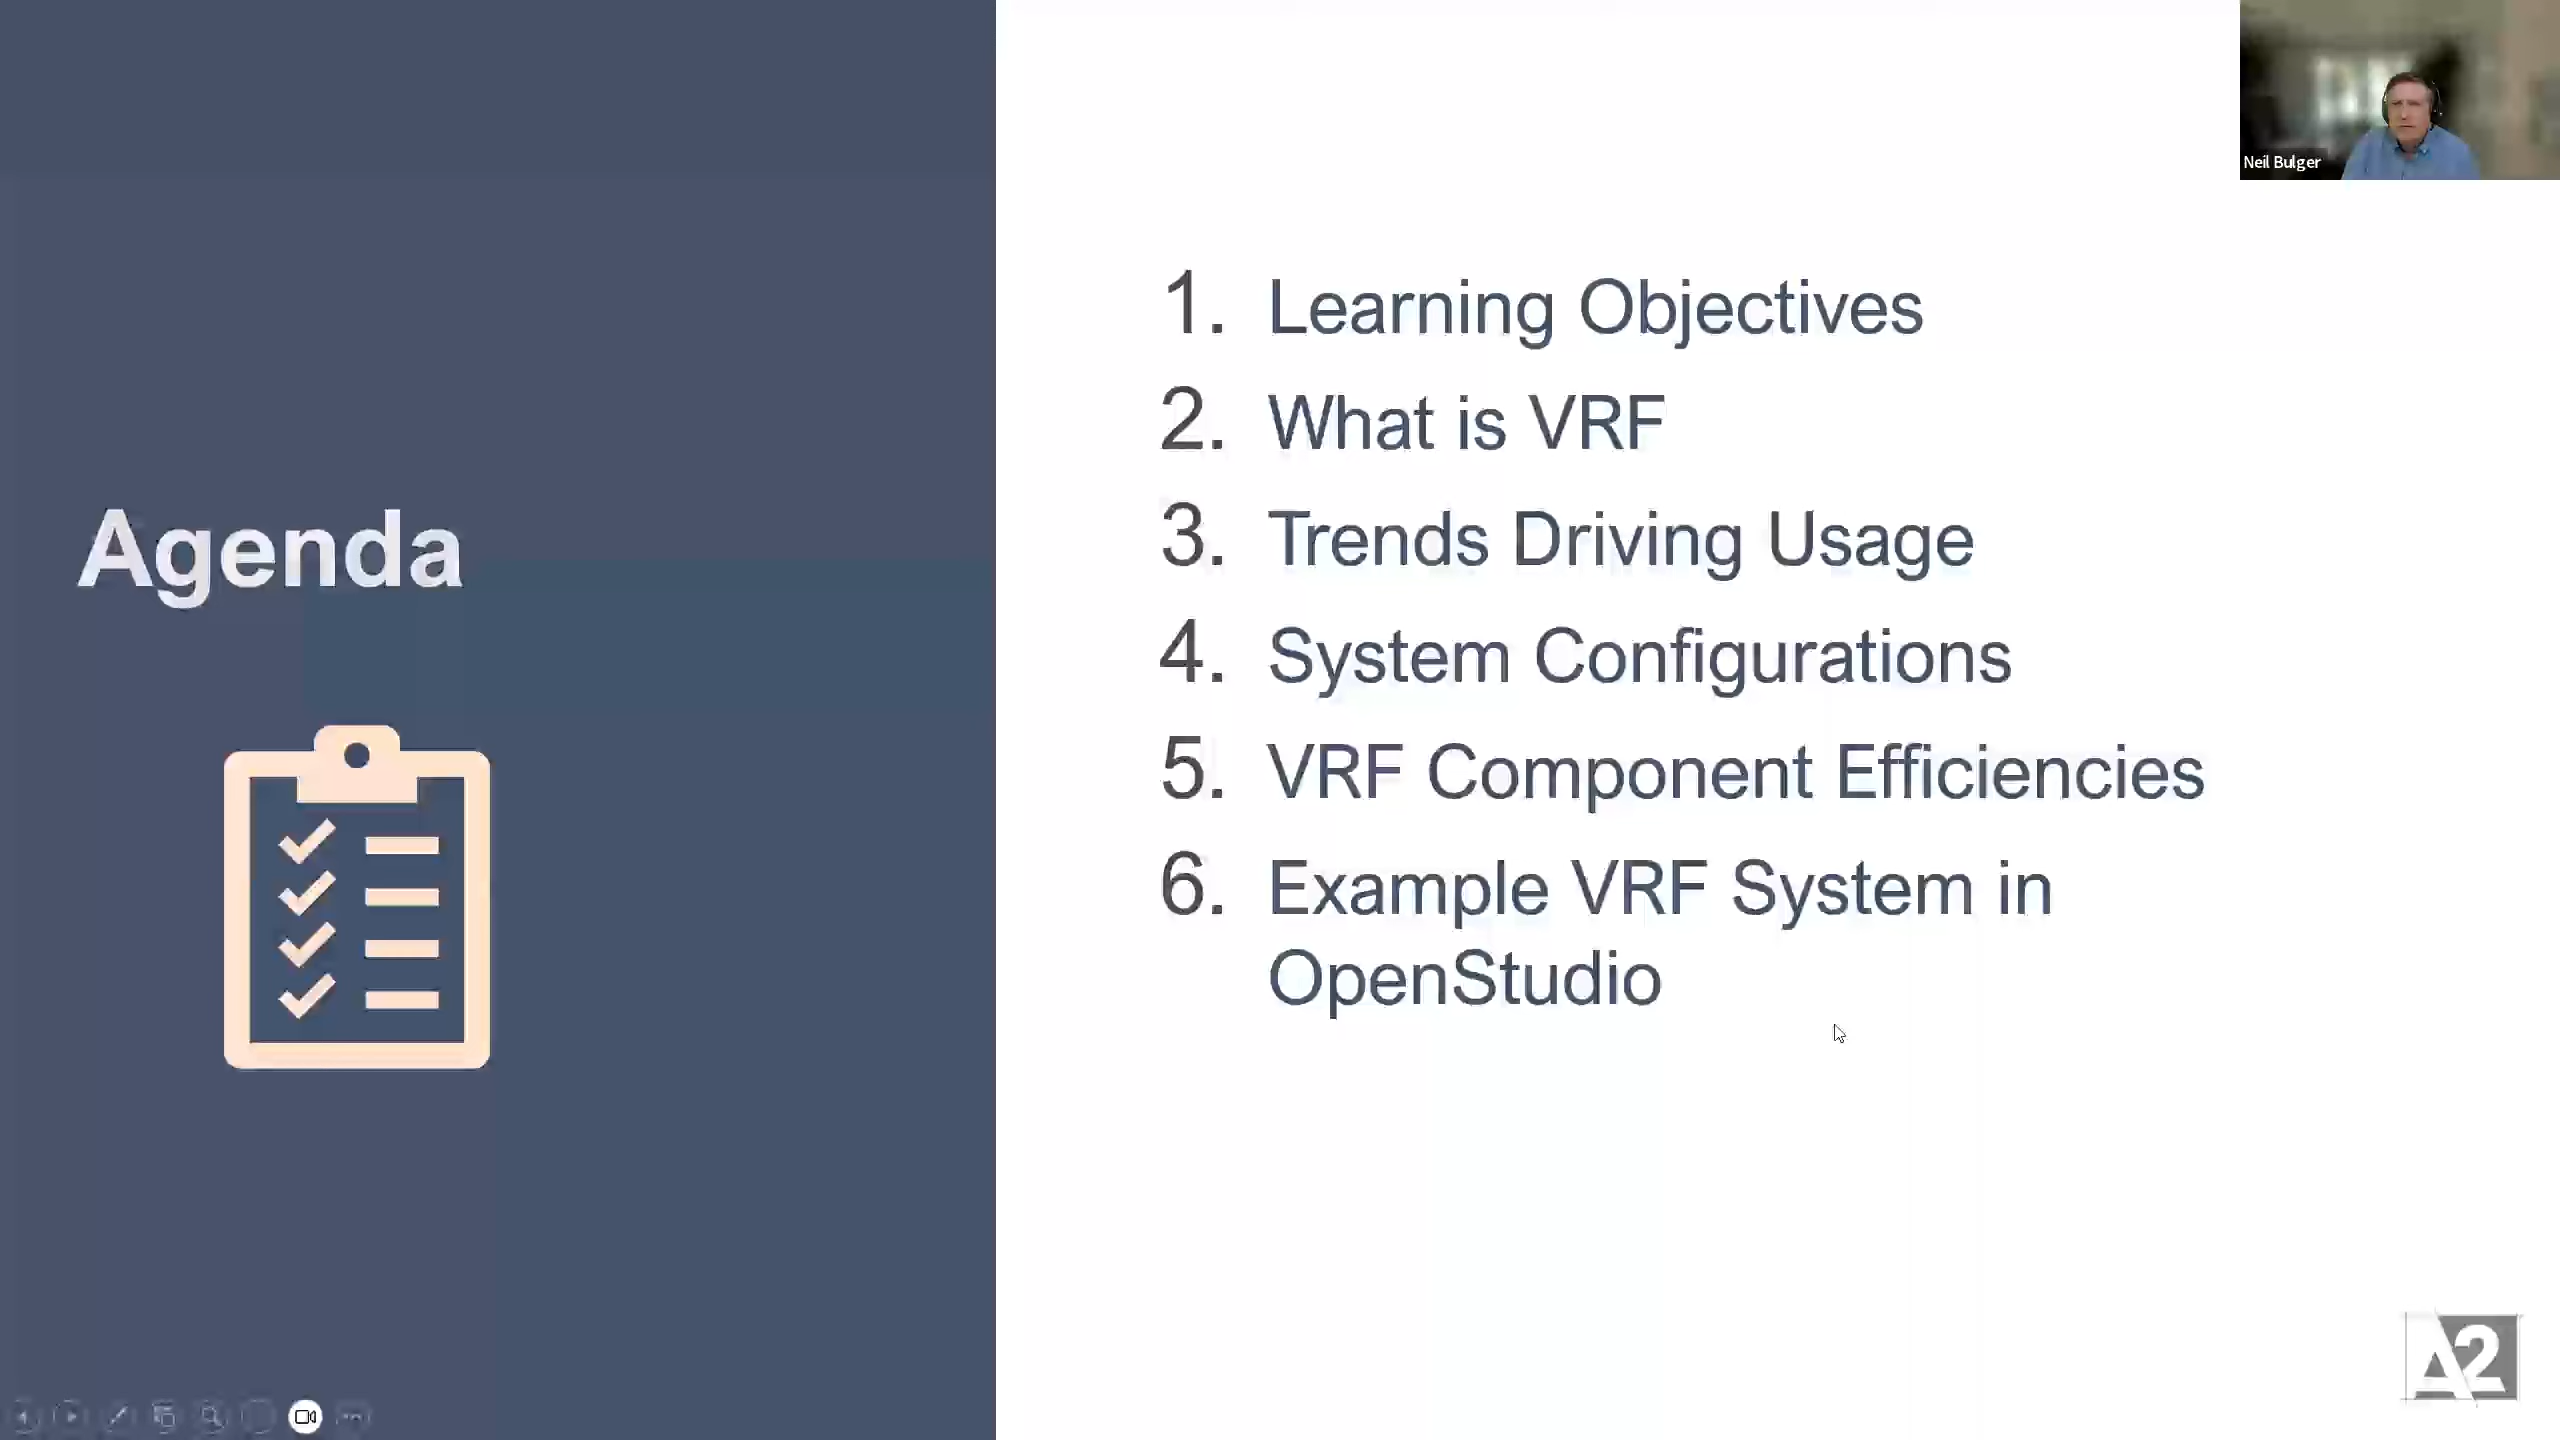 Neil Bulger
Agenda
1. Learning Objectives
2. What is VRF
3. Trends Driving Usage
4. System Configurations
5. VRF Component Efficiencies
6. Example VRF System in
OpenStudio
A2